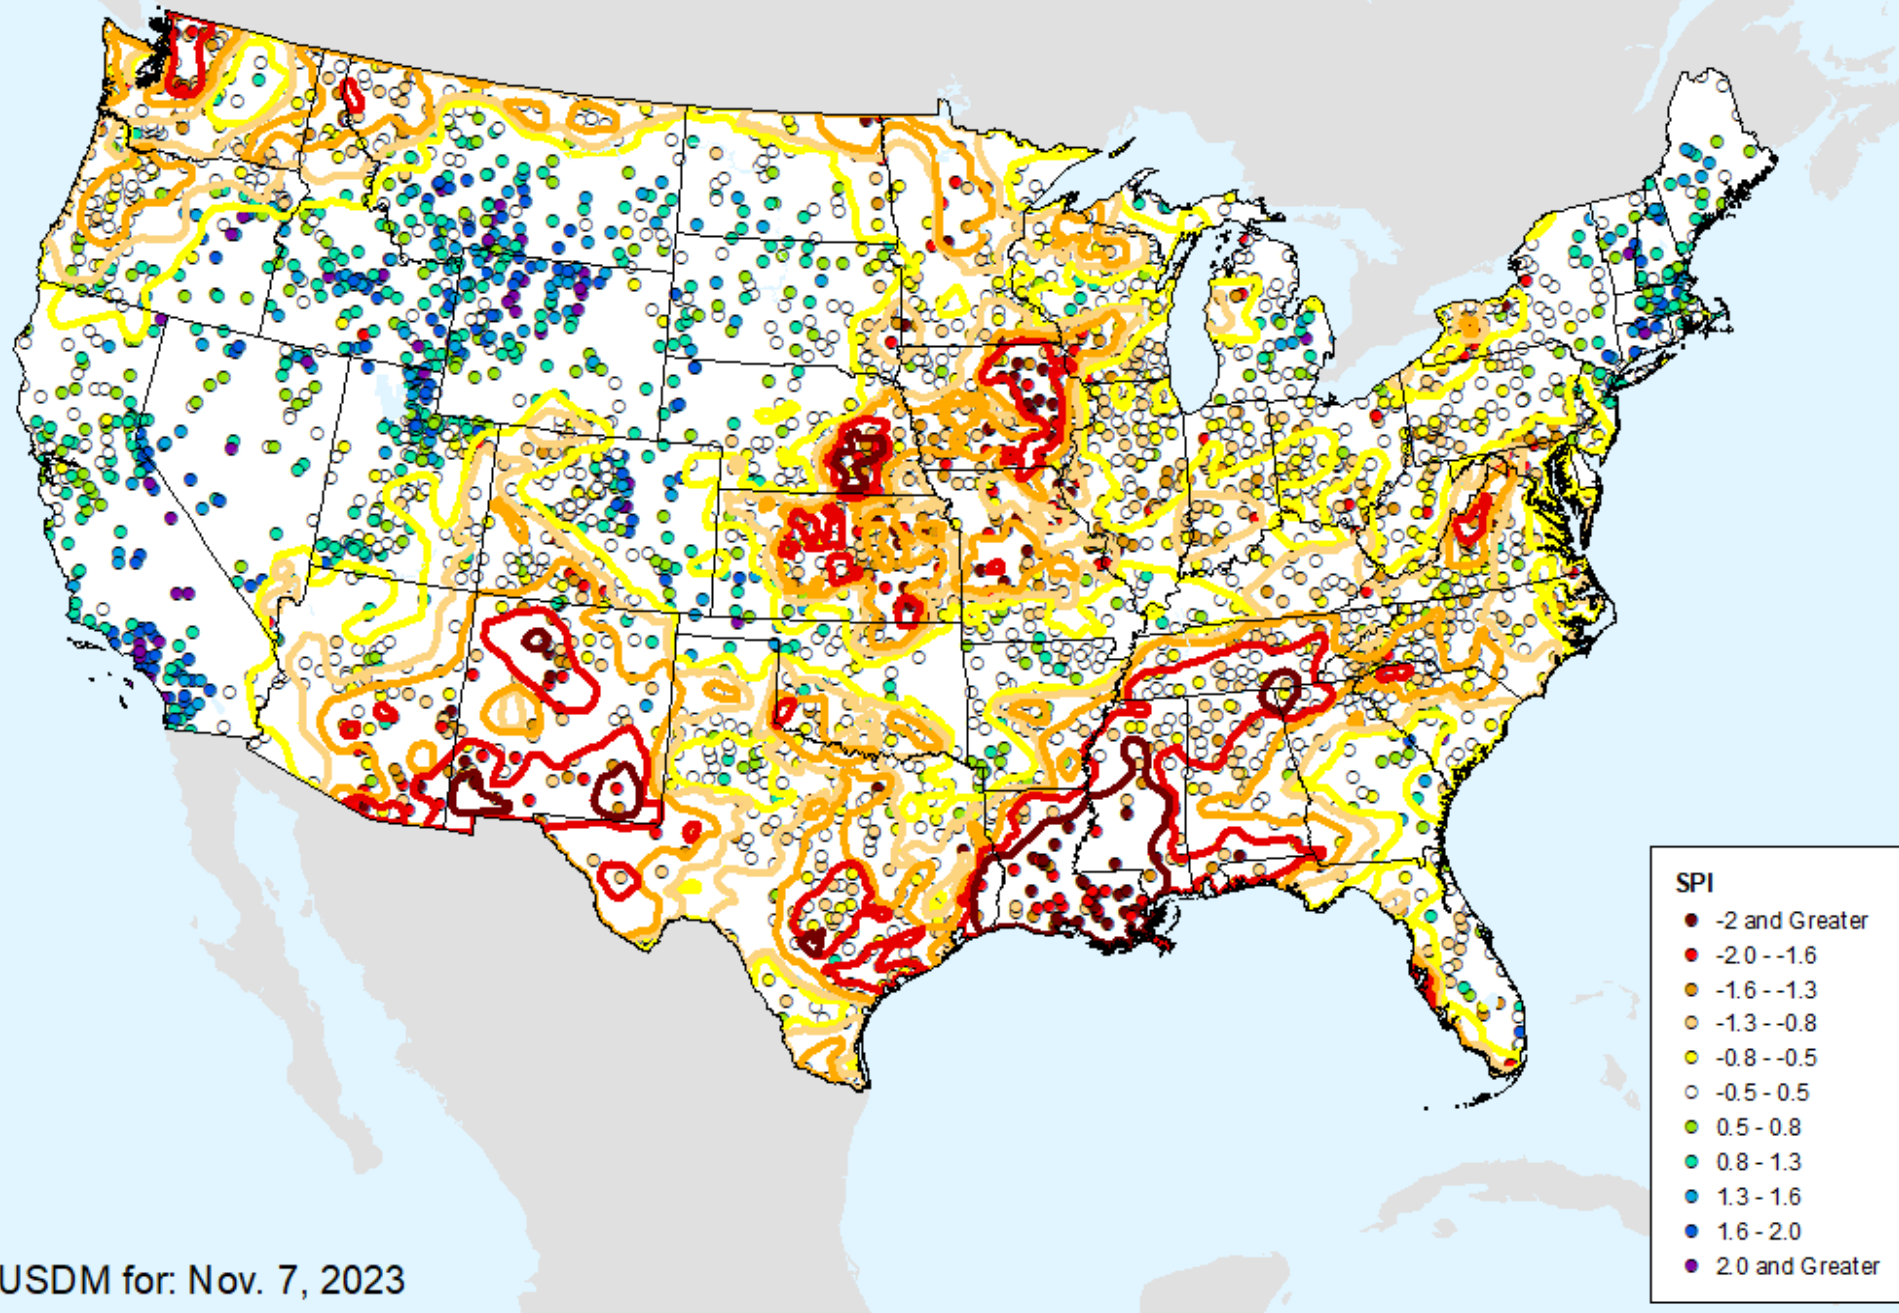 SPI
-2 and Greater
-2.0 - -1.6
-1.6 - -1.3
-1.3 - -0.8
-0.8 - -0.5
-0.5 - 0.5
0.5 - 0.8
0.8 - 1.3
1.3 - 1.6
1.6 - 2.0
2.0 and Greater
USDM for: Nov. 7, 2023